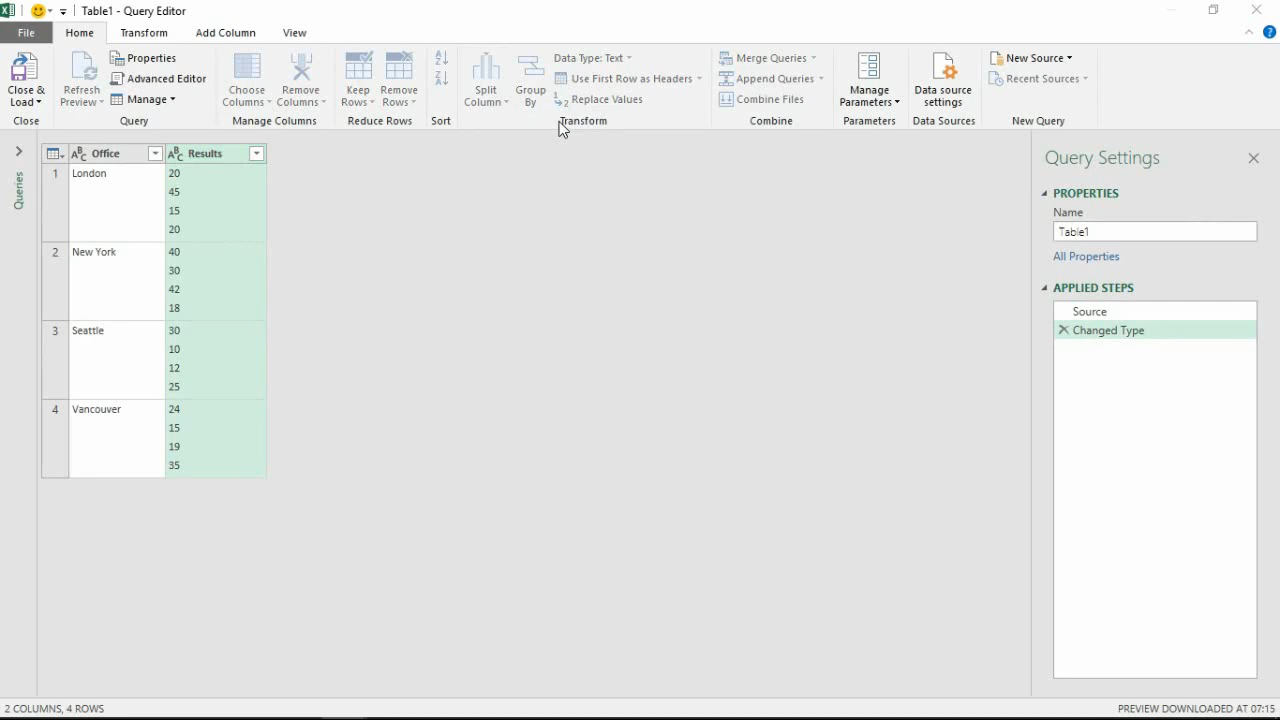 Table1 - Query Editor
File Home Transform Add Column View
Close & Load
Close
Refresh Preview
Properties
Advanced Editor
Manage
Query
Choose Columns
Remove Columns
Manage Columns
Keep Rows
Remove Rows
Reduce Rows
Sort
Split Column
Group By
Data Type: Text
Use First Row as Headers
Replace Values
Transform
Merge Queries
Append Queries
Combine Files
Combine
Manage Parameters
Parameters
Data source settings
Data Sources
New Source
Recent Sources
New Query
Queries
Office Results
1 London 20
45
15
20
2 New York 40
30
42
18
3 Seattle 30
10
12
25
4 Vancouver 24
15
19
35
Query Settings
PROPERTIES
Name
Table1
All Properties
APPLIED STEPS
Source
Changed Type
2 COLUMNS, 4 ROWS
PREVIEW DOWNLOADED AT 07:15